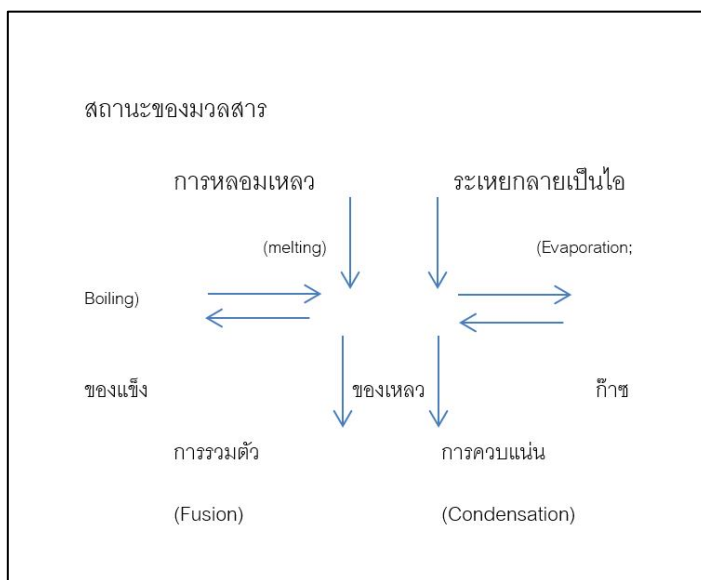 สถานะของมวลสาร
การหลอมเหลว ระเหยกลายเป็นไอ
(melting) (Evaporation;
Boiling)
ของแข็ง ของเหลว ก๊าซ
การรวมตัว การควบแน่น
(Fusion) (Condensation)